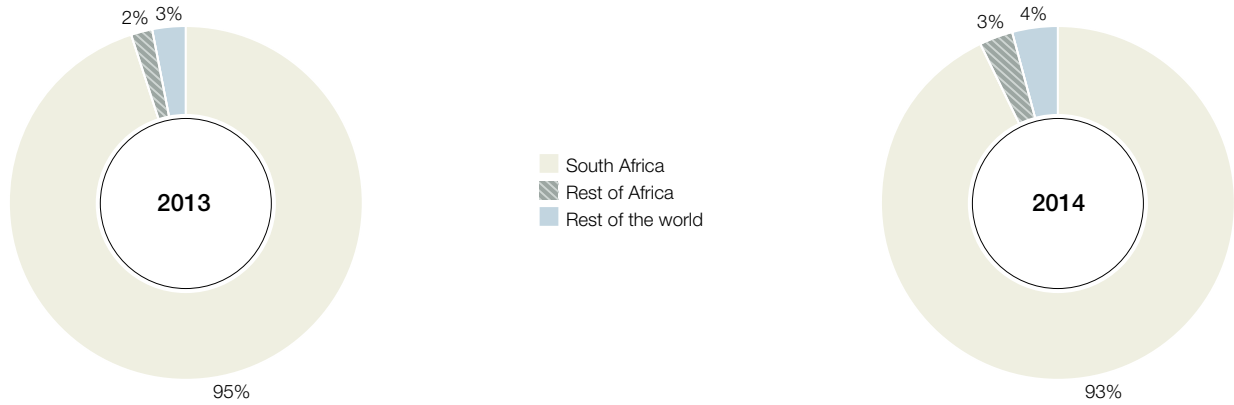 2% 3%
2013
95%
South Africa
Rest of Africa
Rest of the world
3% 4%
2014
93%